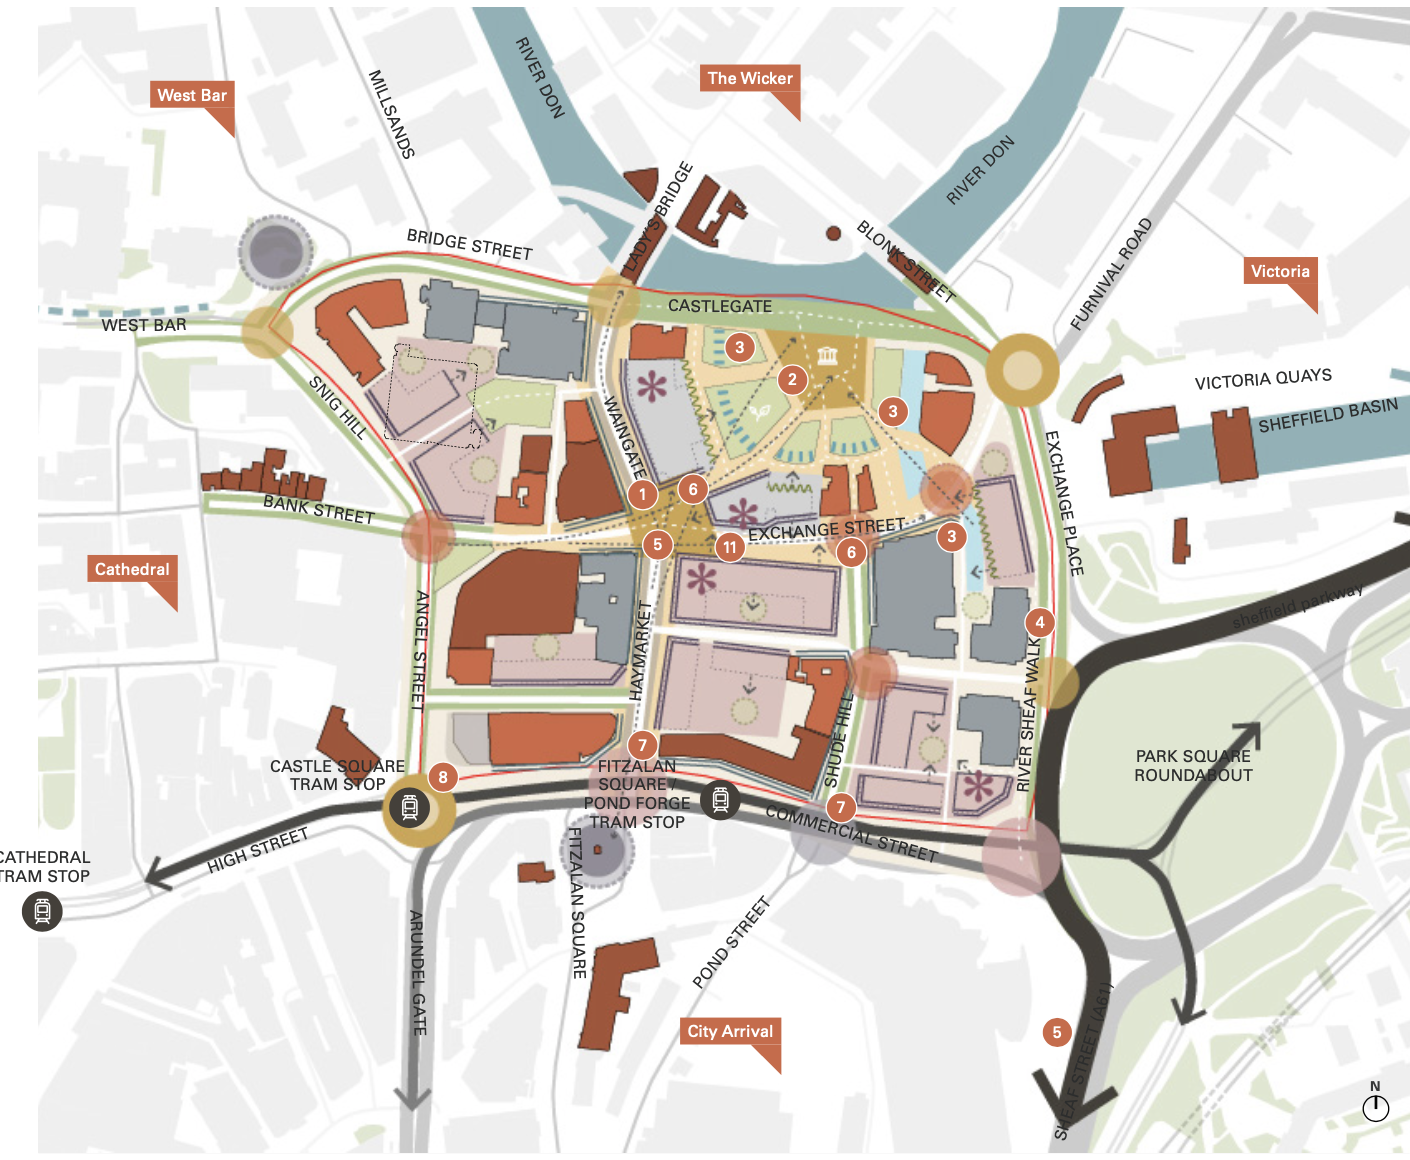 RIVER DON
The Wicker
West Bar
MILLSANDS
RIVER DON
LADY'S BRIDGE
BLONK STREET
BRIDGE STREET
FURNIVAL ROAD
Victoria
CASTLEGATE
WEST BAR
3
2
VICTORIA QUAYS
SNIG HILL
WAINGATE
3
SHEFFIELD BASIN
EXCHANGE PLACE
1
6
BANK STREET
EXCHANGE STREET
5
11
6
3
Cathedral
ANGEL STREET
HAYMARKET
4
sheffield parkway
RIVER SHEAF WALK
SHUDE HILL
7
CASTLE SQUARE
TRAM STOP
8
FITZALAN
SQUARE /
POND FORGE
TRAM STOP
7
COMMERCIAL STREET
PARK SQUARE
ROUNDABOUT
HIGH STREET
CATHEDRAL
TRAM STOP
FITZALAN SQUARE
ARUNDEL GATE
POND STREET
City Arrival
5
SHEAF STREET (A61)
N